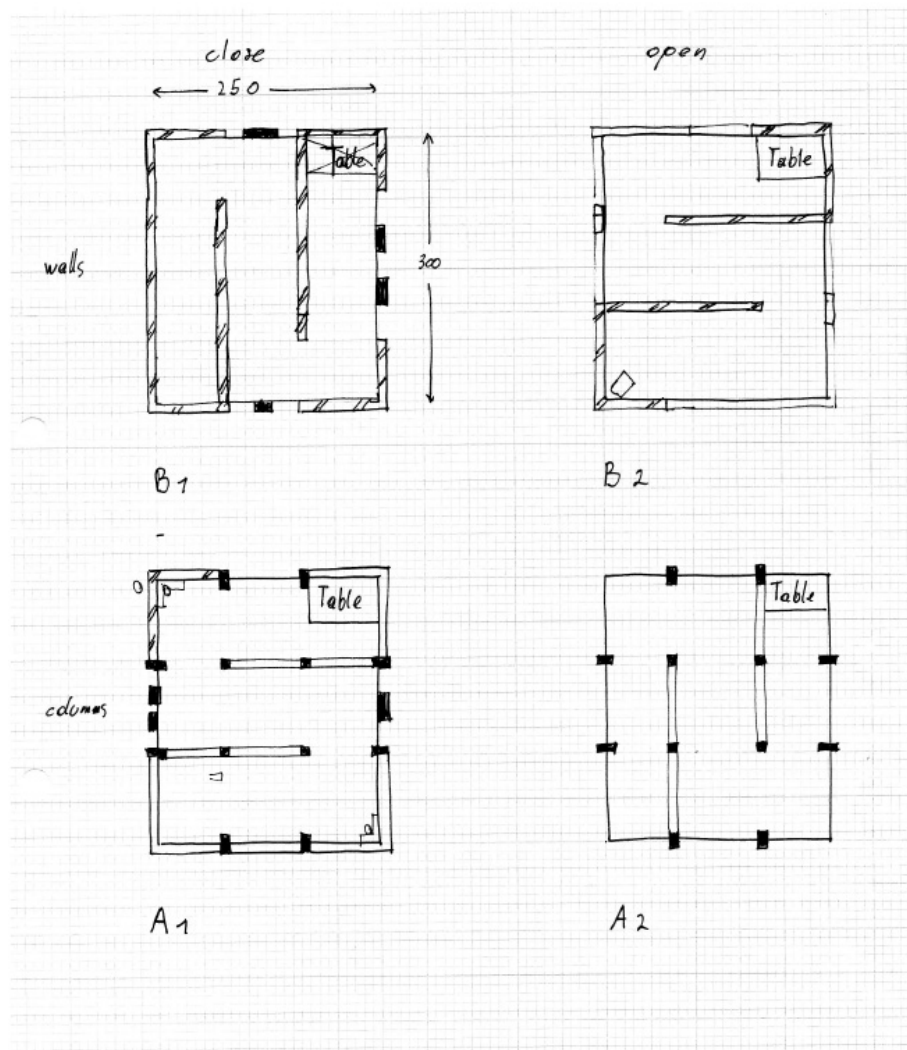 close
open
250
Table
Table
walls
300
B1
B2
Table
Table
columns
A1
A2